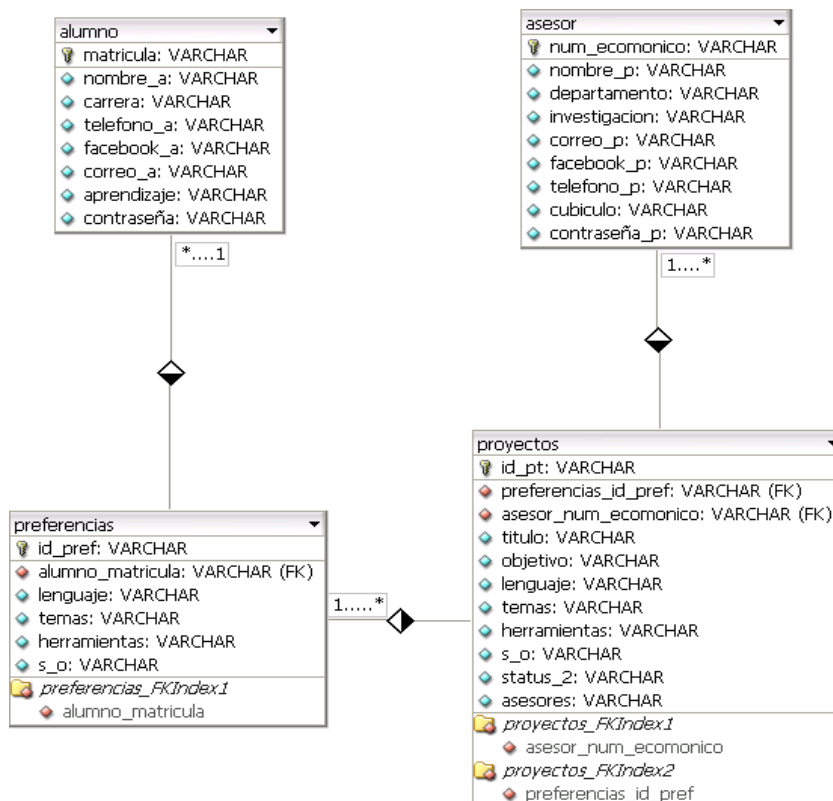 alumno
matricula: VARCHAR
nombre_a: VARCHAR
carrera: VARCHAR
telefono_a: VARCHAR
facebook_a: VARCHAR
correo_a: VARCHAR
aprendizaje: VARCHAR
contraseña: VARCHAR
*....1
asesor
num_ecomonico: VARCHAR
nombre_p: VARCHAR
departamento: VARCHAR
investigacion: VARCHAR
correo_p: VARCHAR
facebook_p: VARCHAR
telefono_p: VARCHAR
cubiculo: VARCHAR
contraseña_p: VARCHAR
1....*
preferencias
id_pref: VARCHAR
alumno_matricula: VARCHAR (FK)
lenguaje: VARCHAR
temas: VARCHAR
herramientas: VARCHAR
s_o: VARCHAR
preferencias_FKIndex1
alumno_matricula
1.....*
proyectos
id_pt: VARCHAR
preferencias_id_pref: VARCHAR (FK)
asesor_num_ecomonico: VARCHAR (FK)
titulo: VARCHAR
objetivo: VARCHAR
lenguaje: VARCHAR
temas: VARCHAR
herramientas: VARCHAR
s_o: VARCHAR
status_2: VARCHAR
asesores: VARCHAR
proyectos_FKIndex1
asesor_num_ecomonico
proyectos_FKIndex2
preferencias_id_pref